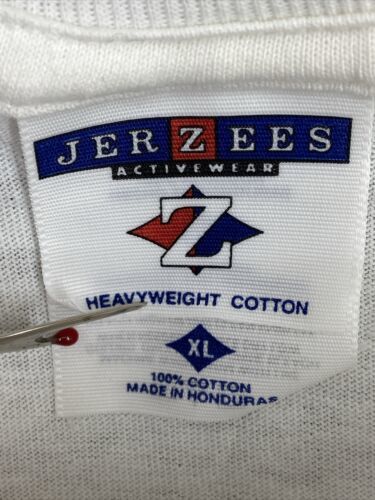 JERZEES
ACTIVEWEAR
Z
HEAVYWEIGHT COTTON
XL
100% COTTON
MADE IN HONDURAS